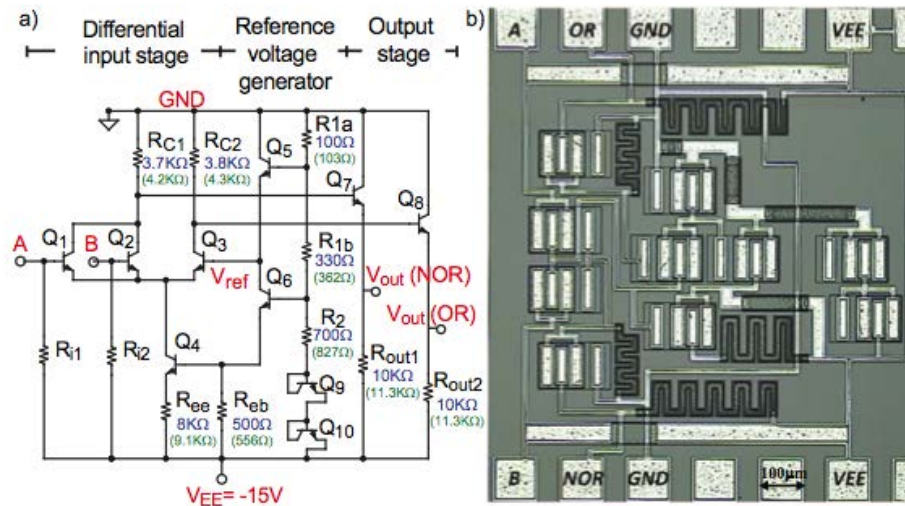 a)
Differential input stage
Reference voltage generator
Output stage
GND
RC1
3.7KΩ
(4.2KΩ)
RC2
3.8KΩ
(4.3KΩ)
Q5
R1a
100Ω
(103Ω)
Q7
Q8
A
Q1
B
Q2
Q3
Vref
Q6
R1b
330Ω
(362Ω)
Vout (NOR)
Vout (OR)
R2
700Ω
(827Ω)
Ri1
Ri2
Q4
Ree
8KΩ
(9.1KΩ)
Reb
500Ω
(556Ω)
Q9
Q10
Rout1
10KΩ
(11.3KΩ)
Rout2
10KΩ
(11.3KΩ)
VEE= -15V
b)
A OR GND VEE
100μm
B NOR GND VEE